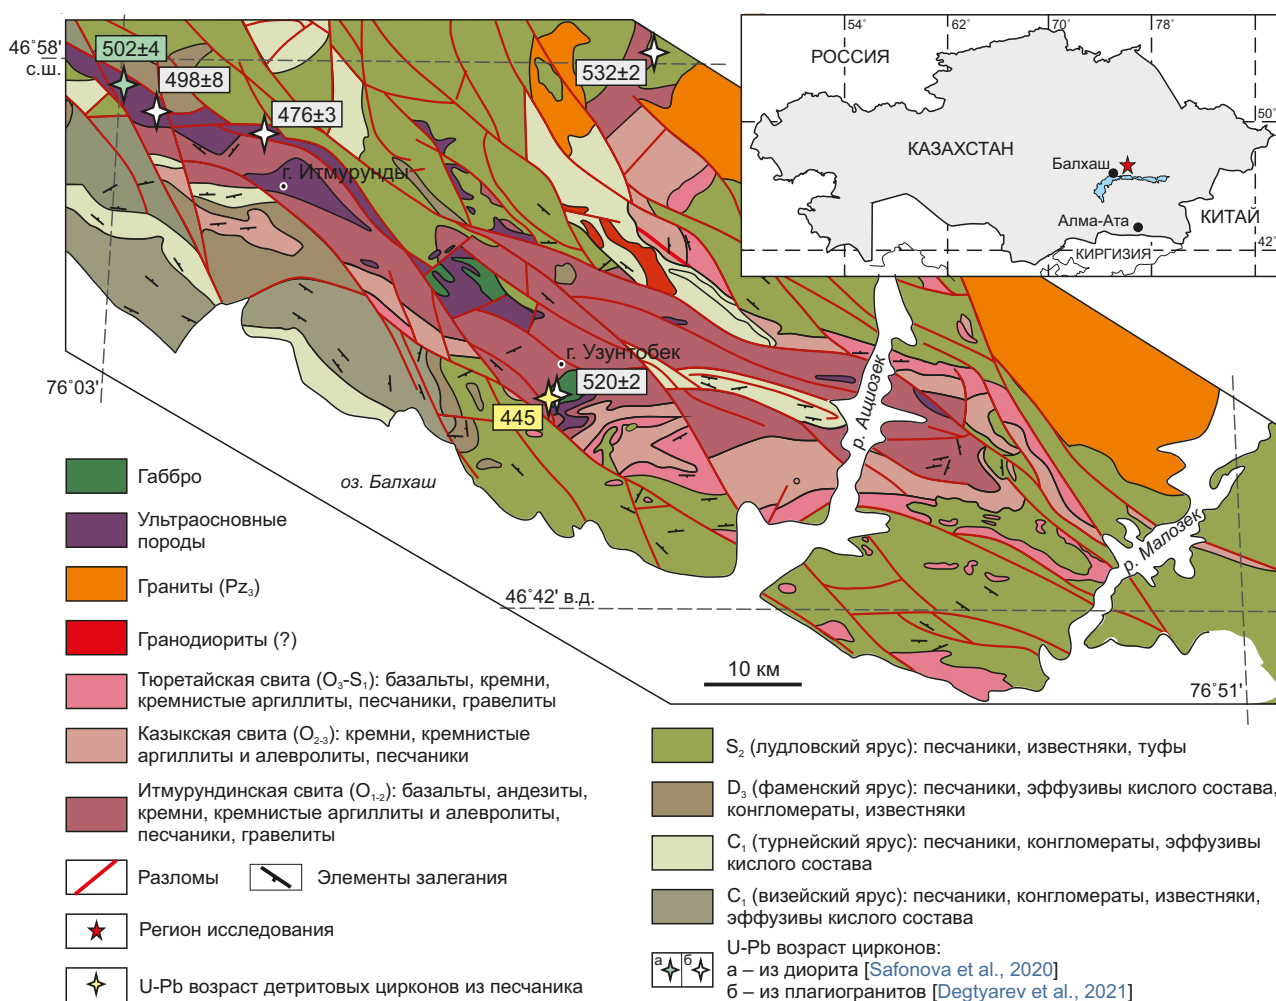 46°58'
с.ш.
502±4
498±8
476±3
532±2
г. Итмурунды
г. Узунтобек
520±2
445
76°03'
оз. Балхаш
р. Ащиозек
р. Малозек
46°42' в.д.
10 км
76°51'
54°
62°
70°
78°
50°
42°
РОССИЯ
КАЗАХСТАН
Балхаш
Алма-Ата
КИТАЙ
КИРГИЗИЯ
Габбро
Ультраосновные
породы
Граниты (Pz₃)
Гранодиориты (?)
Тюретайская свита (O₃-S₁): базальты, кремни,
кремнистые аргиллиты, песчаники, гравелиты
Казыкская свита (O₂₋₃): кремни, кремнистые
аргиллиты и алевролиты, песчаники
Итмурундинская свита (O₁₋₂): базальты, андезиты,
кремни, кремнистые аргиллиты и алевролиты,
песчаники, гравелиты
Разломы
Элементы залегания
Регион исследования
U-Pb возраст детритовых цирконов из песчаника
S₂ (лудловский ярус): песчаники, известняки, туфы
D₃ (фаменский ярус): песчаники, эффузивы кислого состава,
конгломераты, известняки
C₁ (турнейский ярус): песчаники, конгломераты, эффузивы
кислого состава
C₁ (визейский ярус): песчаники, конгломераты, известняки,
эффузивы кислого состава
а б
U-Pb возраст цирконов:
а – из диорита [Safonova et al., 2020]
б – из плагиогранитов [Degtyarev et al., 2021]